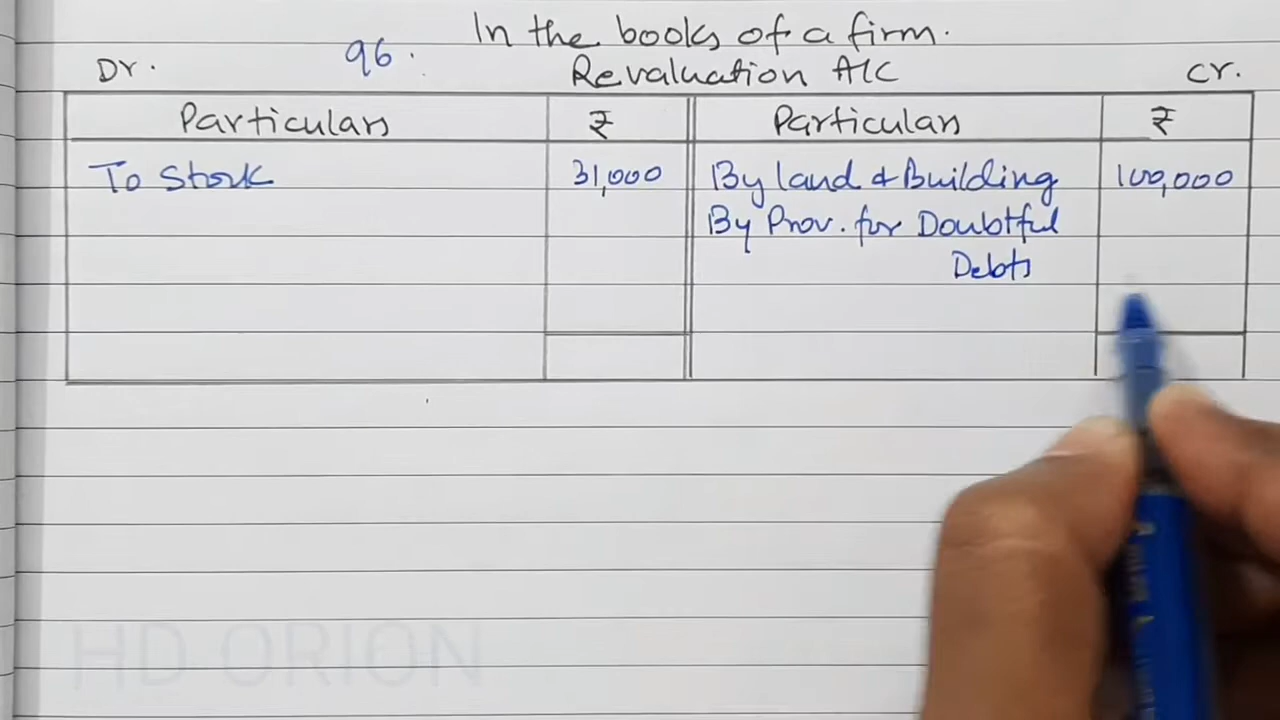 In the books of a firm.
96.
Dr. Revaluation A/C Cr.
Particulars ₹ Particulars ₹
To Stock 31,000 By land & Building 100,000
By Prov. for Doubtful
Debts
HD ORION